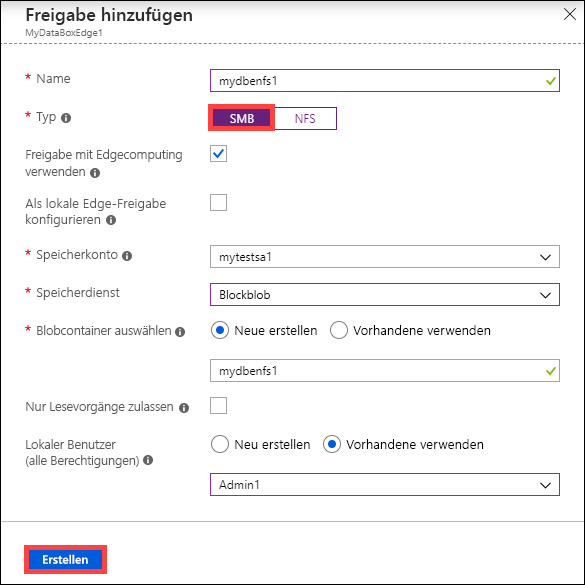 Freigabe hinzufügen
MyDataBoxEdge1
* Name
mydbenfs1
* Typ
SMB NFS
Freigabe mit Edgecomputing
verwenden
Als lokale Edge-Freigabe
konfigurieren
* Speicherkonto
mytestsa1
* Speicherdienst
Blockblob
* Blobcontainer auswählen
Neue erstellen Vorhandene verwenden
mydbenfs1
Nur Lesevorgänge zulassen
Lokaler Benutzer
(alle Berechtigungen)
Neu erstellen Vorhandene verwenden
Admin1
Erstellen